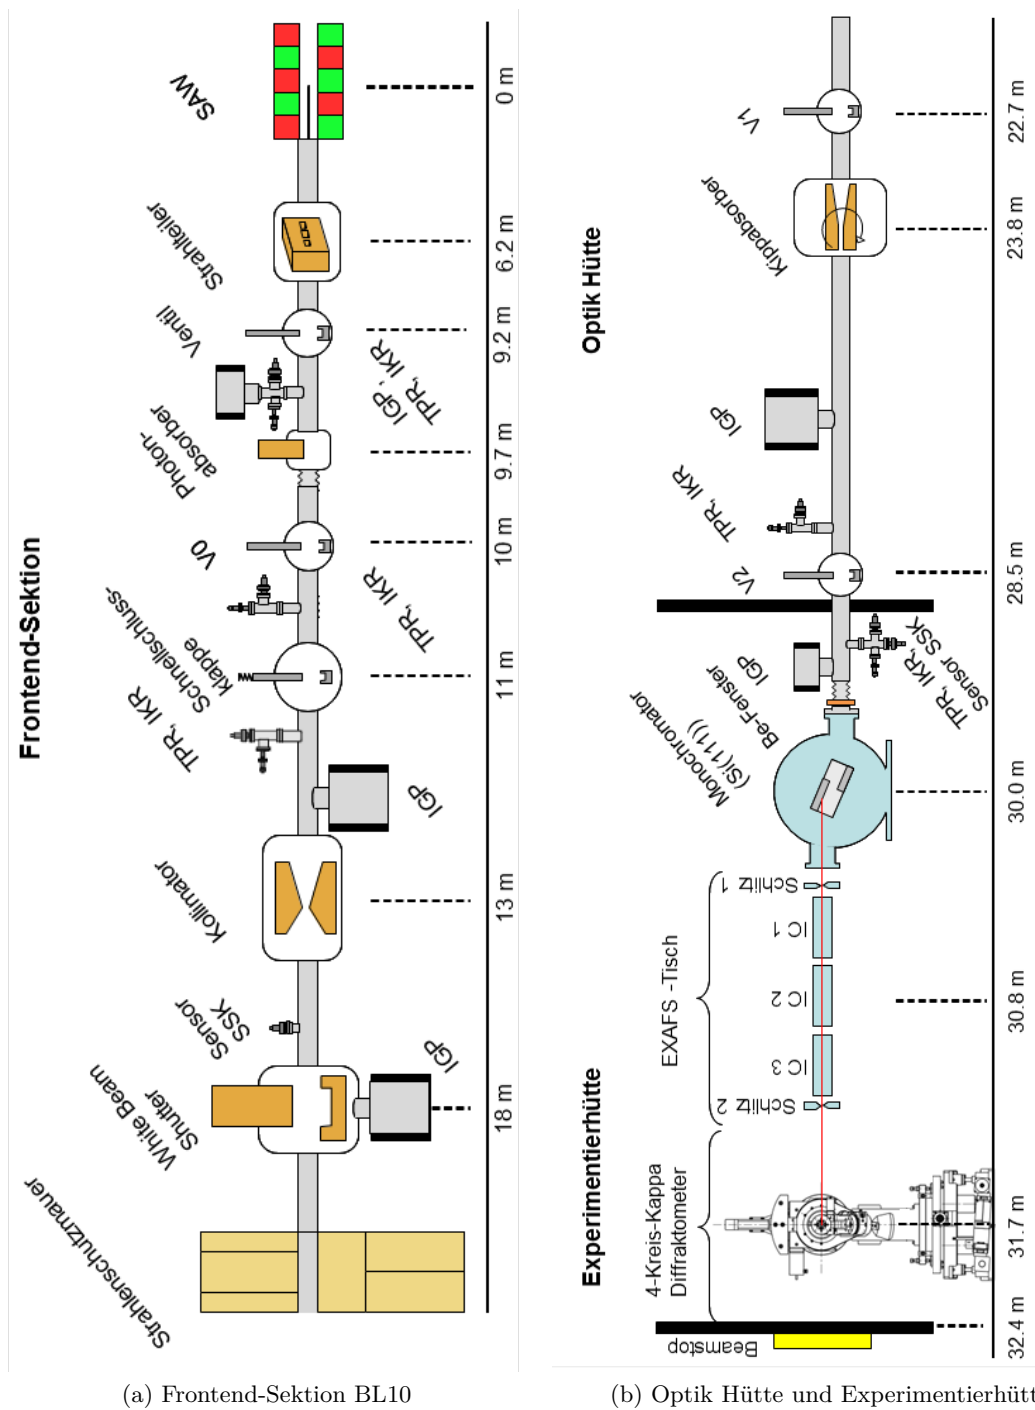 Frontend-Sektion
SAW
0 m
Strahlteiler
6.2 m
Ventil
9.2 m
IGP,
TPR, IKR
Photon-
absorber
9.7 m
V0
10 m
TPR, IKR
Schnellschluss-
klappe
11 m
TPR, IKR
IGP
Kollimator
13 m
Sensor
SSK
White Beam
Shutter
IGP
18 m
Strahlenschutzmauer
(a) Frontend-Sektion BL10
Optik Hütte
V1
22.7 m
Kippabsorber
23.8 m
IGP
TPR, IKR
V2
28.5 m
IGP
TPR, IKR,
Sensor SSK
Be-Fenster
Monochromator
(Si(111))
30.0 m
Experimentierhütte
EXAFS -Tisch
Schlitz 1
IC 1
IC 2
IC 3
Schlitz 2
30.8 m
4-Kreis-Kappa
Diffraktometer
31.7 m
Beamstop
32.4 m
(b) Optik Hütte und Experimentierhütt